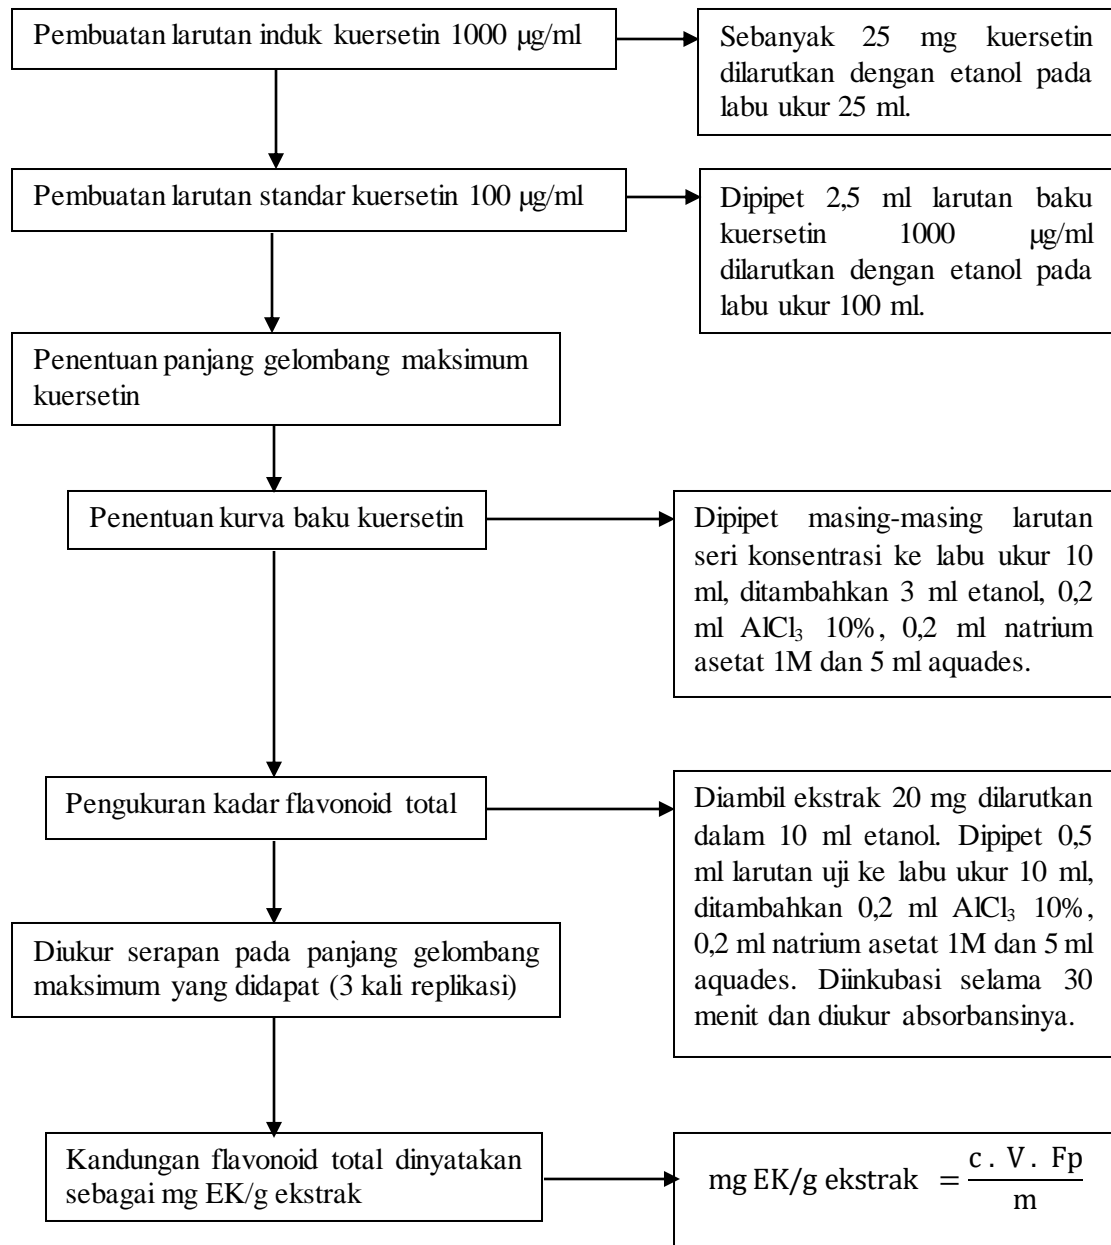 Pembuatan larutan induk kuersetin 1000 µg/ml
Sebanyak 25 mg kuersetin
dilarutkan dengan etanol pada
labu ukur 25 ml.
Pembuatan larutan standar kuersetin 100 µg/ml
Dipipet 2,5 ml larutan baku
kuersetin 1000 µg/ml
dilarutkan dengan etanol pada
labu ukur 100 ml.
Penentuan panjang gelombang maksimum
kuersetin
Penentuan kurva baku kuersetin
Dipipet masing-masing larutan
seri konsentrasi ke labu ukur 10
ml, ditambahkan 3 ml etanol, 0,2
ml AlCl₃ 10%, 0,2 ml natrium
asetat 1M dan 5 ml aquades.
Pengukuran kadar flavonoid total
Diambil ekstrak 20 mg dilarutkan
dalam 10 ml etanol. Dipipet 0,5
ml larutan uji ke labu ukur 10 ml,
ditambahkan 0,2 ml AlCl₃ 10%,
0,2 ml natrium asetat 1M dan 5 ml
aquades. Diinkubasi selama 30
menit dan diukur absorbansinya.
Diukur serapan pada panjang gelombang
maksimum yang didapat (3 kali replikasi)
Kandungan flavonoid total dinyatakan
sebagai mg EK/g ekstrak
mg EK/g ekstrak = c . V . Fp
m